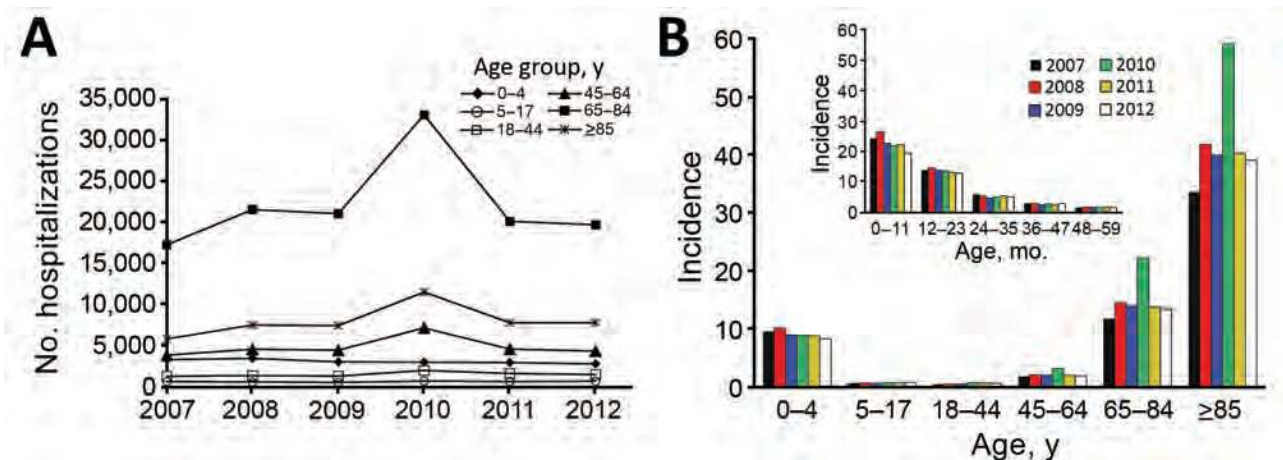 A
Age group, y
0–4 45–64
5–17 65–84
18–44 ≥85
No. hospitalizations
35,000
30,000
25,000
20,000
15,000
10,000
5,000
0
2007 2008 2009 2010 2011 2012
B
Incidence
60
50
40
30
20
10
0
0–4 5–17 18–44 45–64 65–84 ≥85
Age, y
Incidence
60
50
40
30
20
10
0
0–11 12–23 24–35 36–47 48–59
Age, mo.
2007 2010
2008 2011
2009 2012